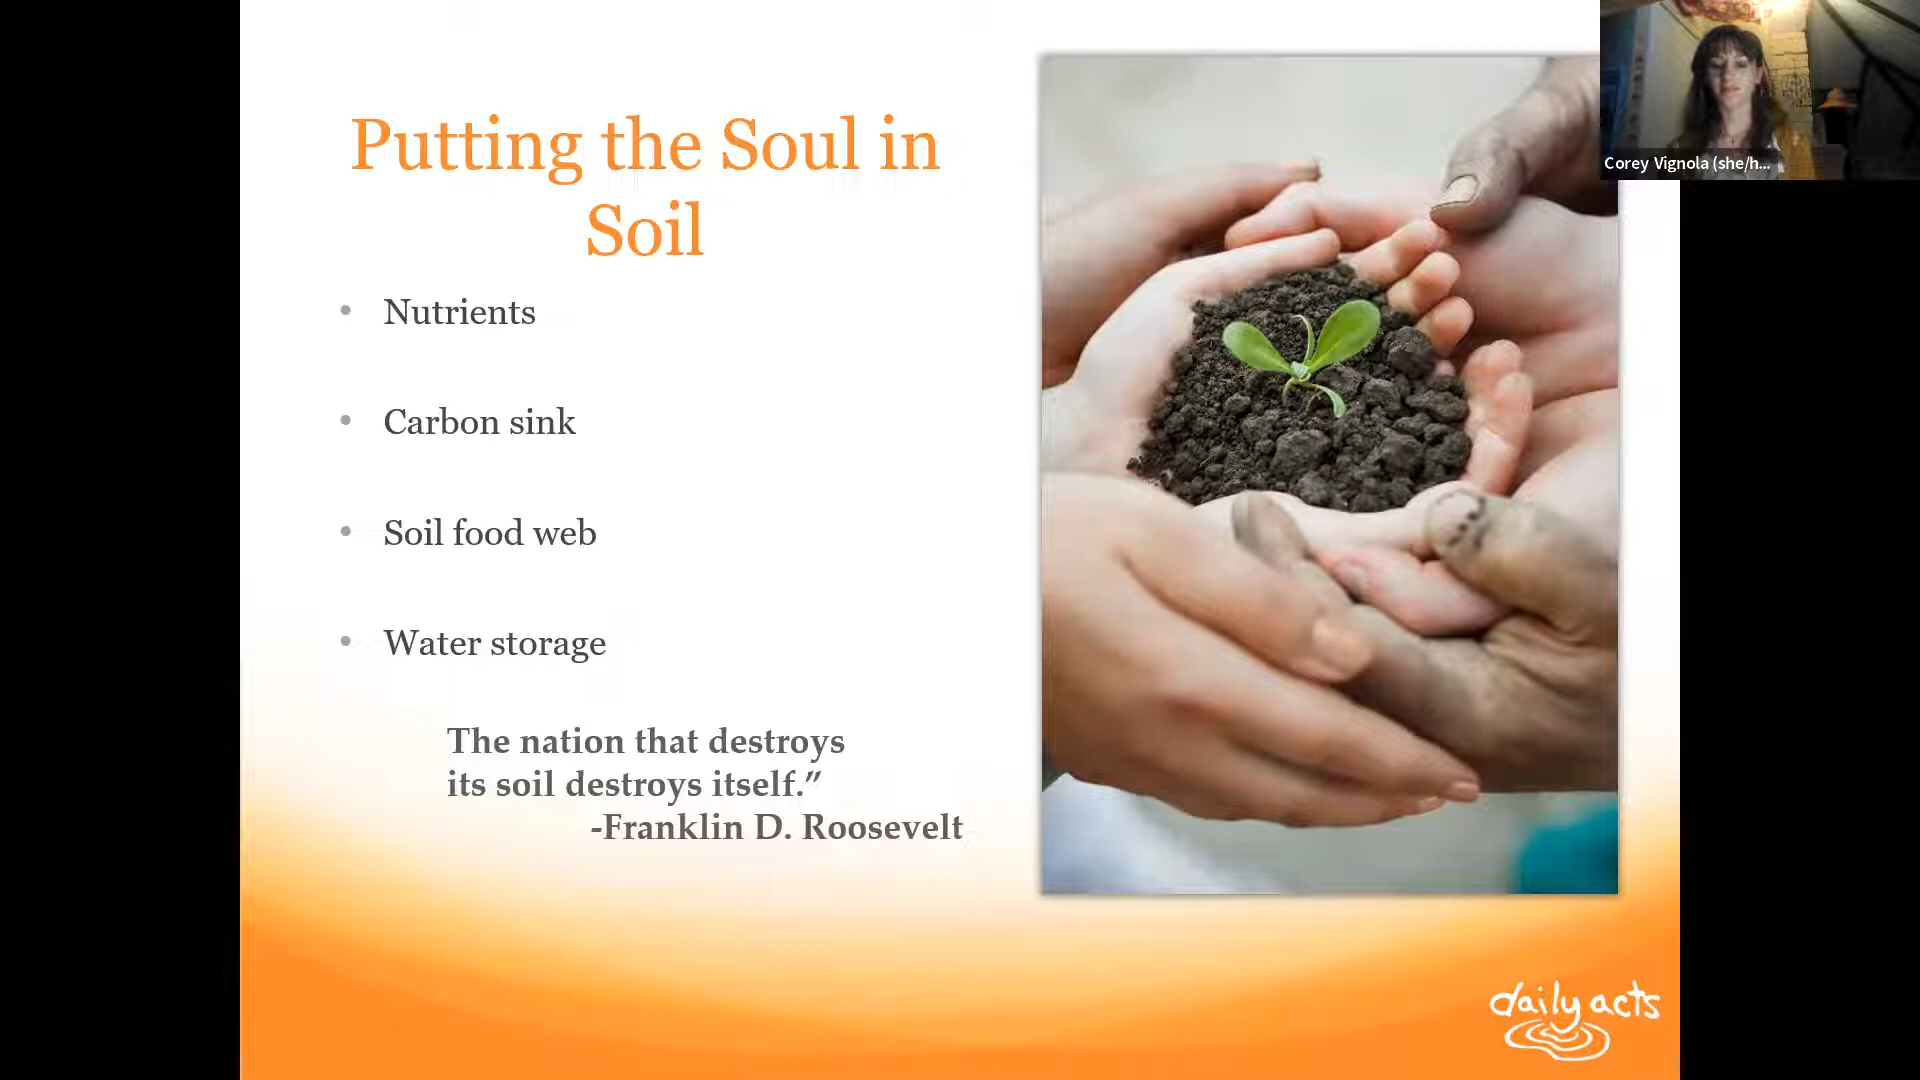 Putting the Soul in
Soil
• Nutrients
• Carbon sink
• Soil food web
• Water storage
The nation that destroys
its soil destroys itself.”
-Franklin D. Roosevelt
Corey Vignola (she/h...
daily acts